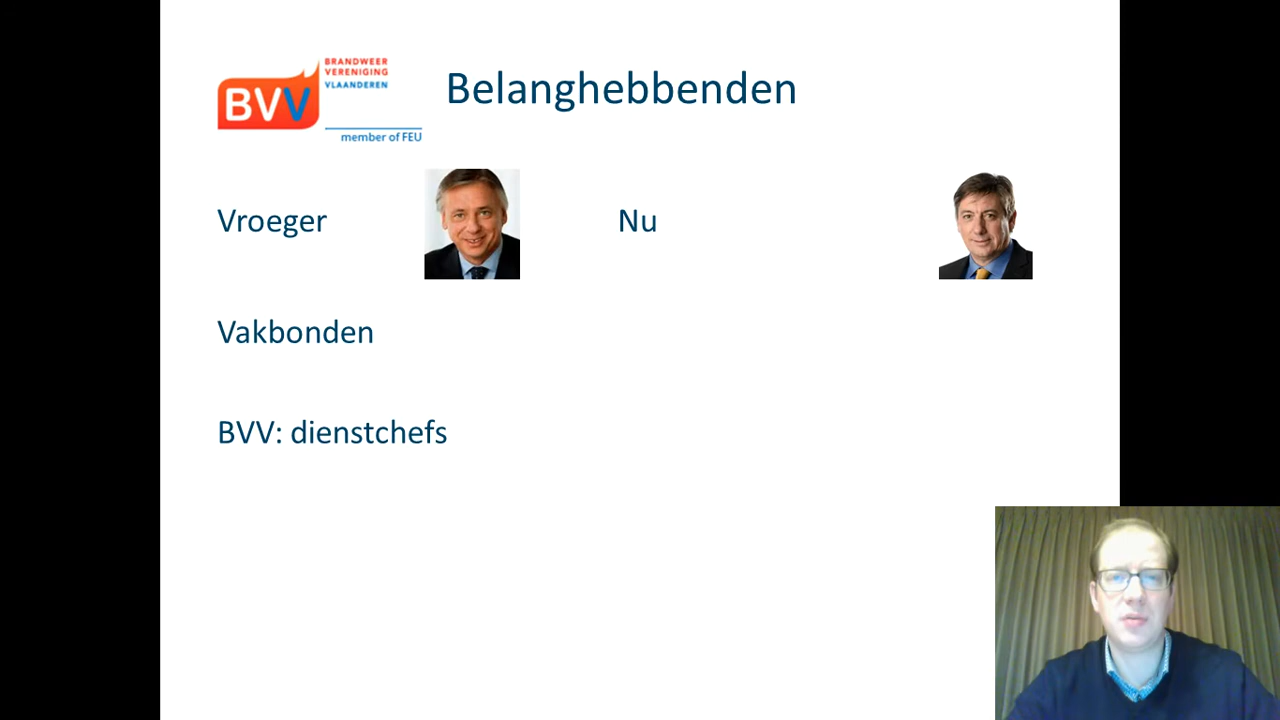 BRANDWEER
VERENIGING
VLAANDEREN
BVV
member of FEU
Belanghebbenden
Vroeger
Nu
Vakbonden
BVV: dienstchefs